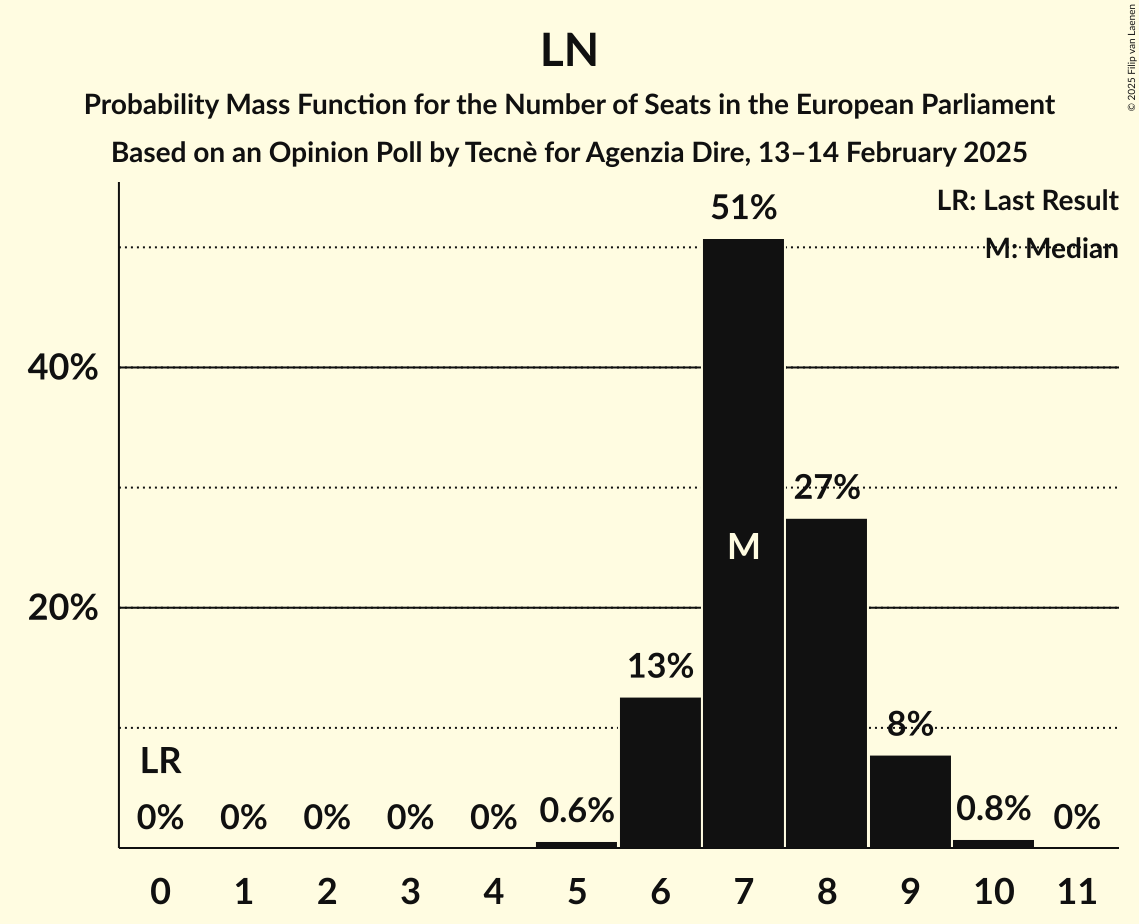 LN
Probability Mass Function for the Number of Seats in the European Parliament
Based on an Opinion Poll by Tecnè for Agenzia Dire, 13–14 February 2025
© 2025 Filip van Laenen
LR: Last Result
M: Median
51%
40%
27%
M
20%
13%
8%
LR
0% 0% 0% 0% 0% 0.6% 0.8% 0%
0 1 2 3 4 5 6 7 8 9 10 11